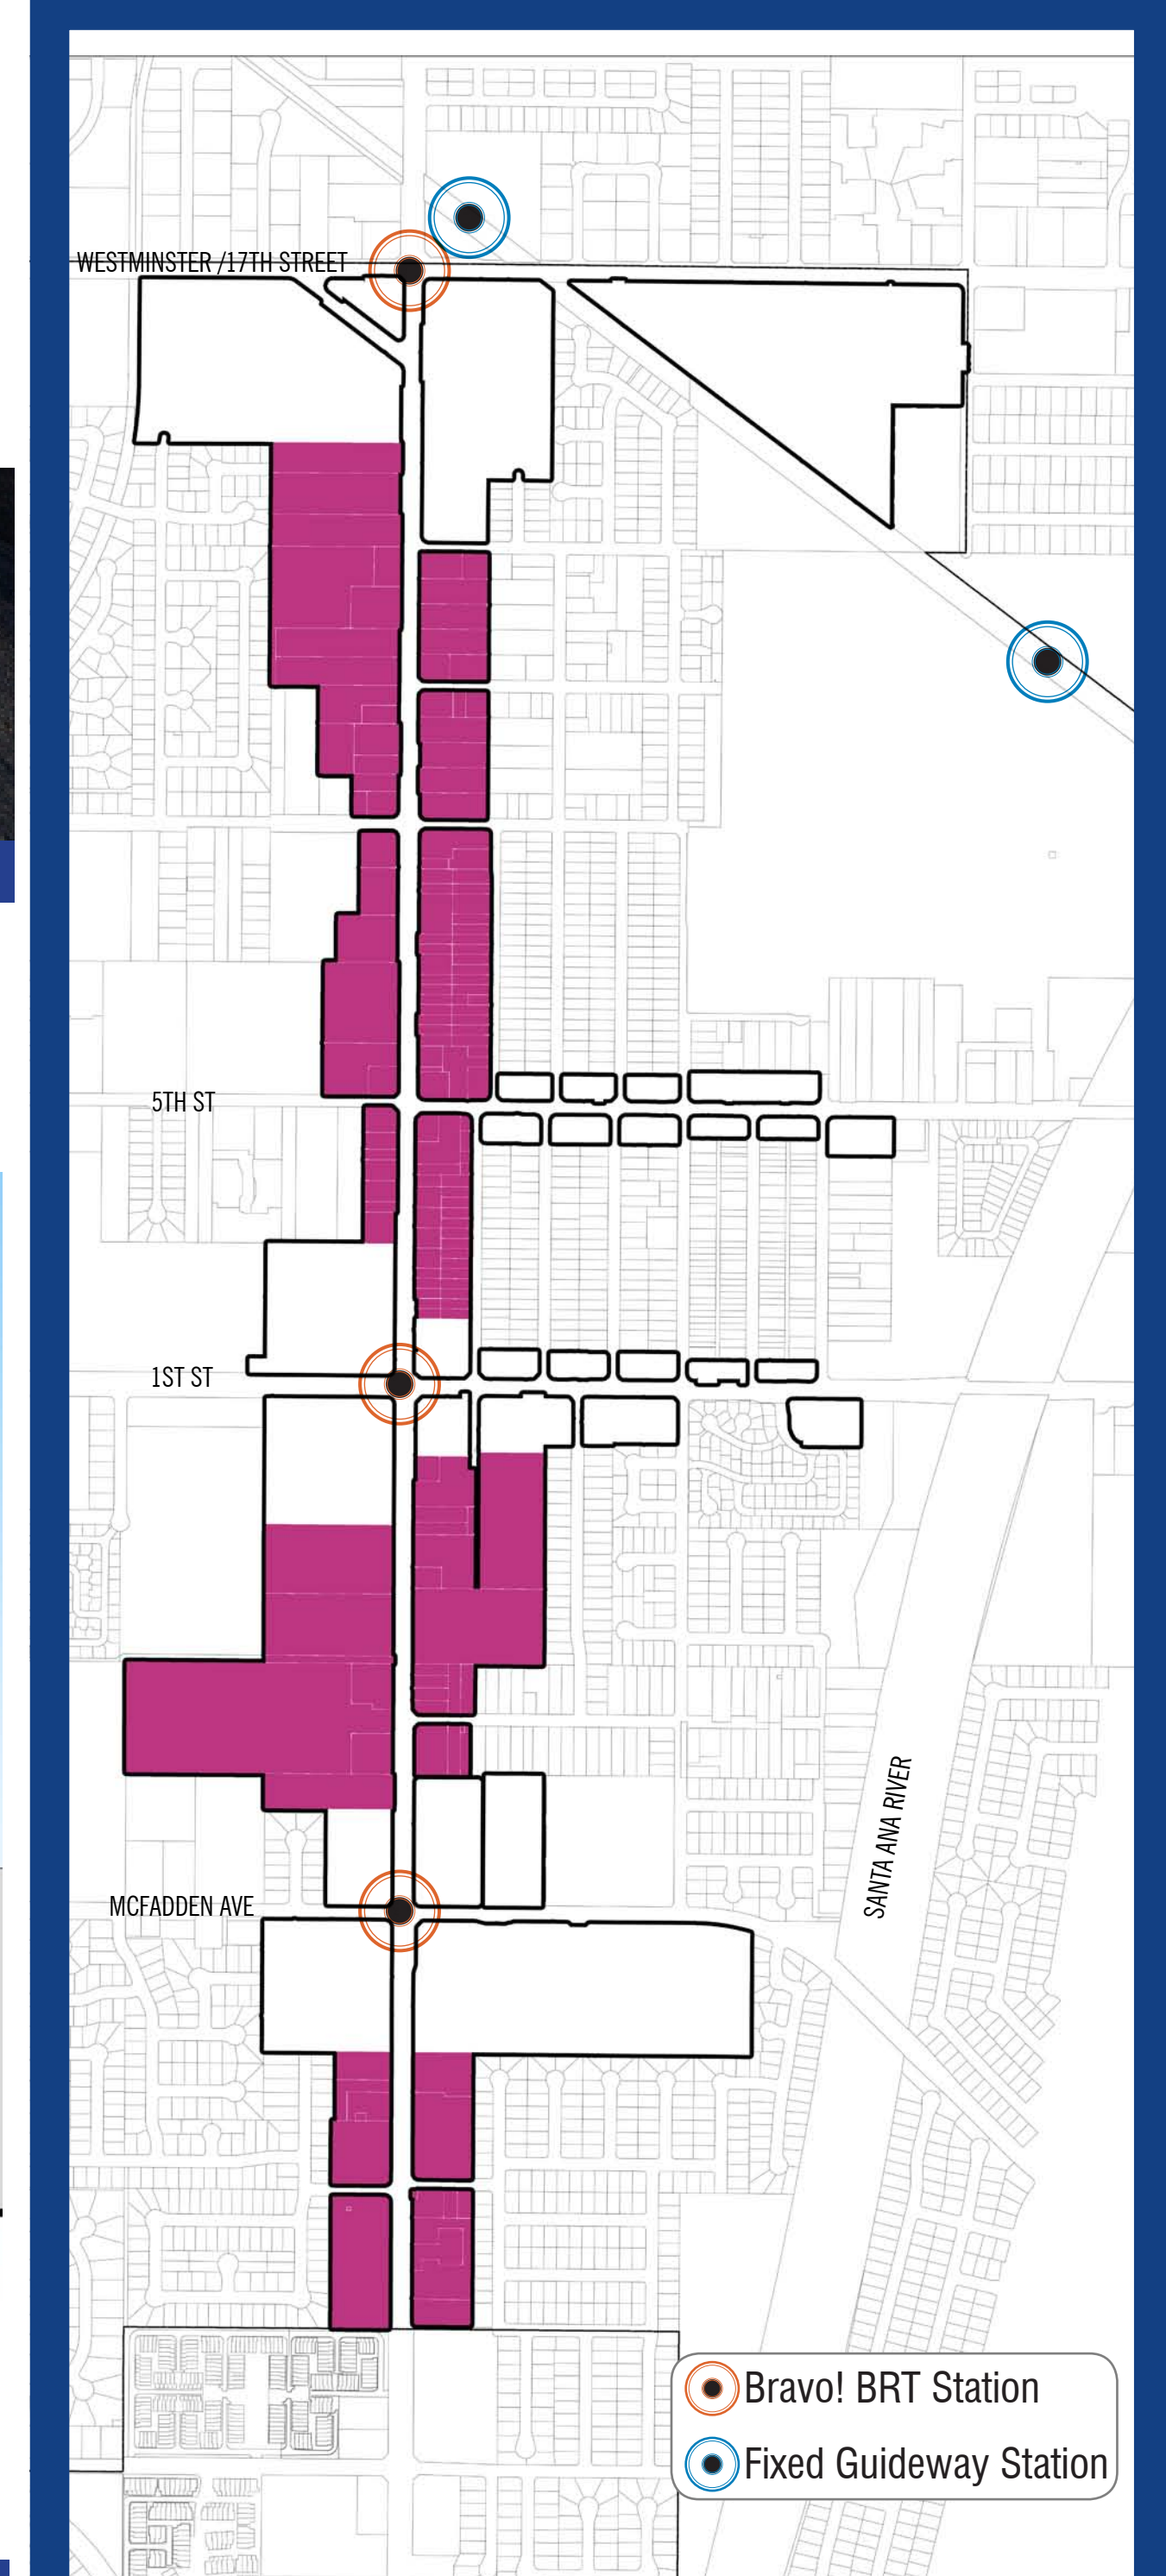 WESTMINSTER /17TH STREET
5TH ST
1ST ST
SANTA ANA RIVER
MCFADDEN AVE
Bravo! BRT Station
Fixed Guideway Station